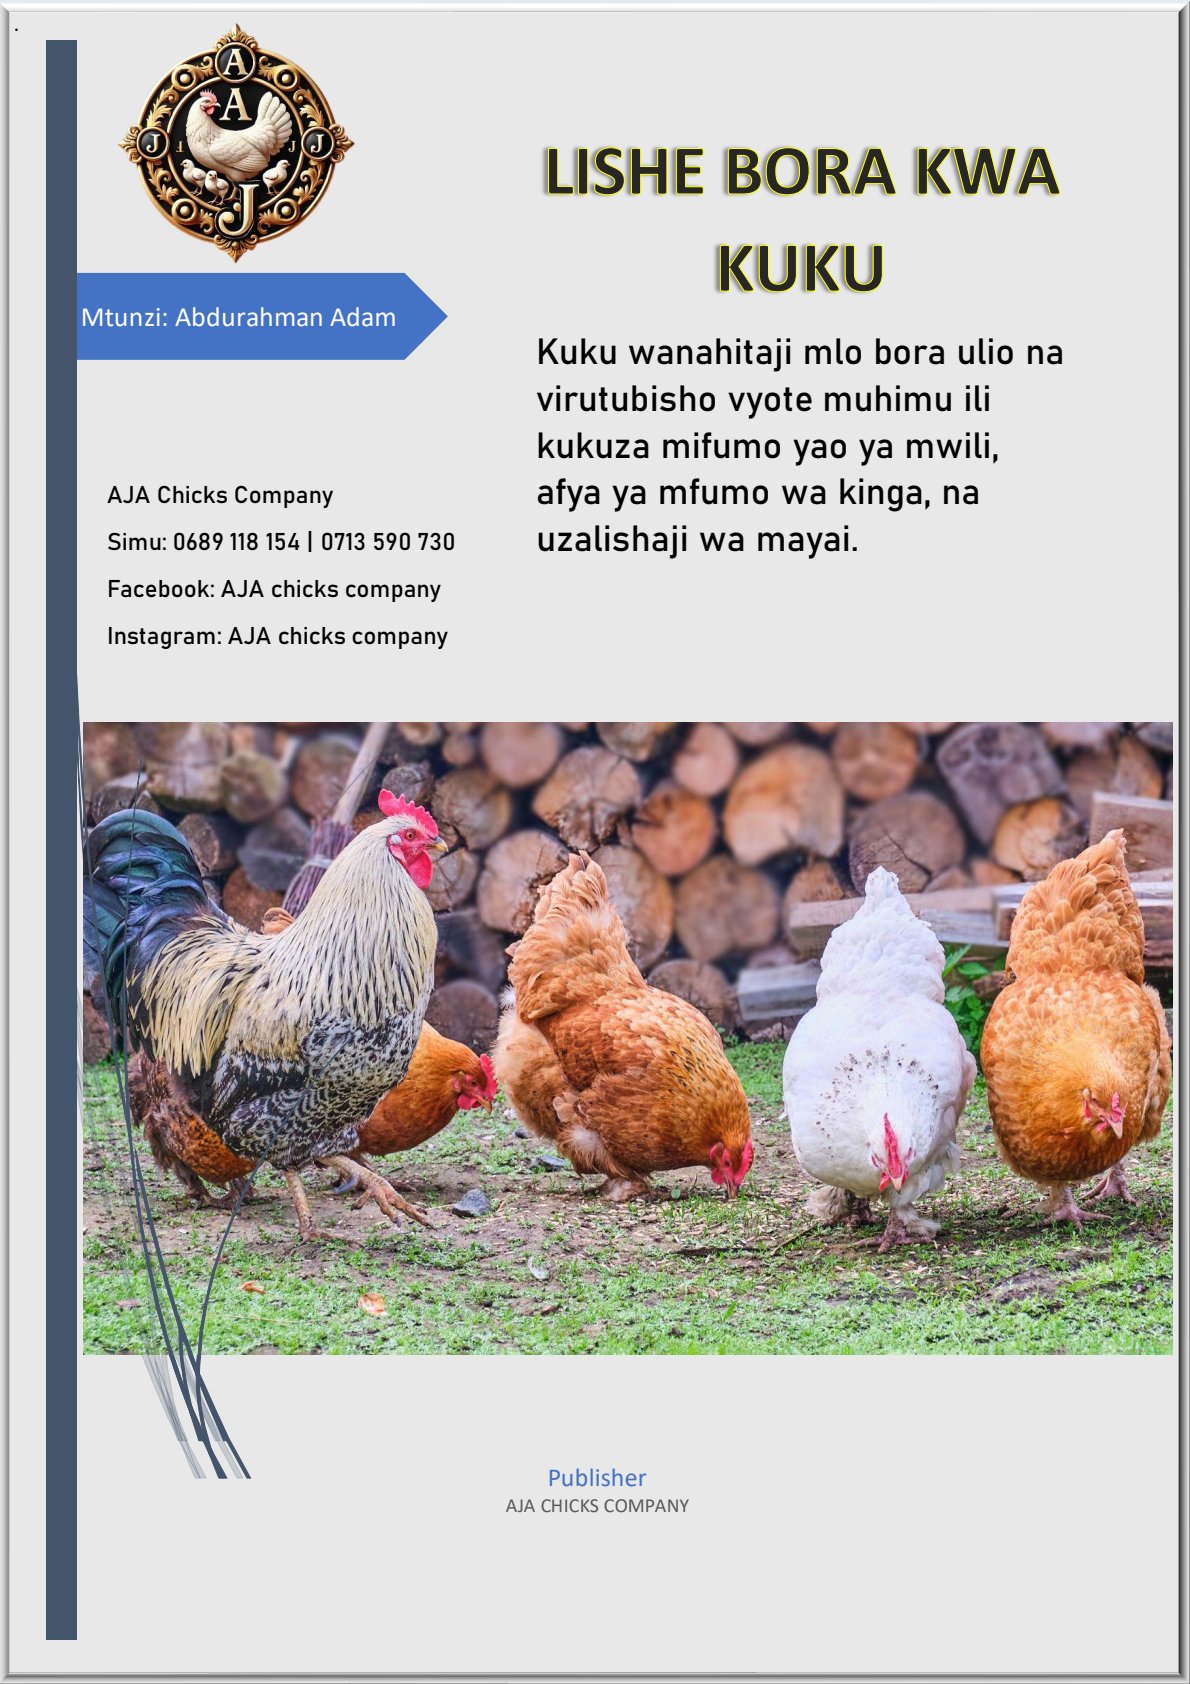 .
A
A
J J J
J
LISHE BORA KWA
KUKU
Mtunzi: Abdurahman Adam
Kuku wanahitaji mlo bora ulio na
virutubisho vyote muhimu ili
kukuza mifumo yao ya mwili,
afya ya mfumo wa kinga, na
uzalishaji wa mayai.
AJA Chicks Company
Simu: 0689 118 154 | 0713 590 730
Facebook: AJA chicks company
Instagram: AJA chicks company
Publisher
AJA CHICKS COMPANY